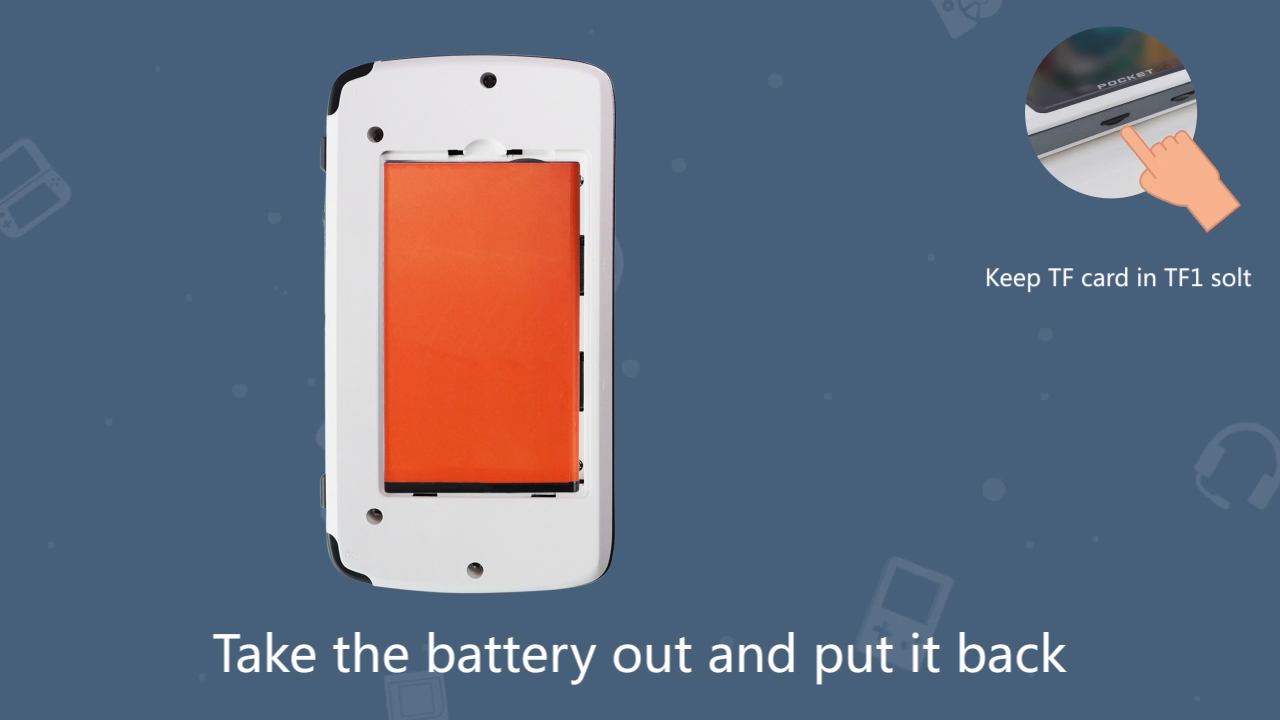 POCKET
Keep TF card in TF1 solt
Take the battery out and put it back